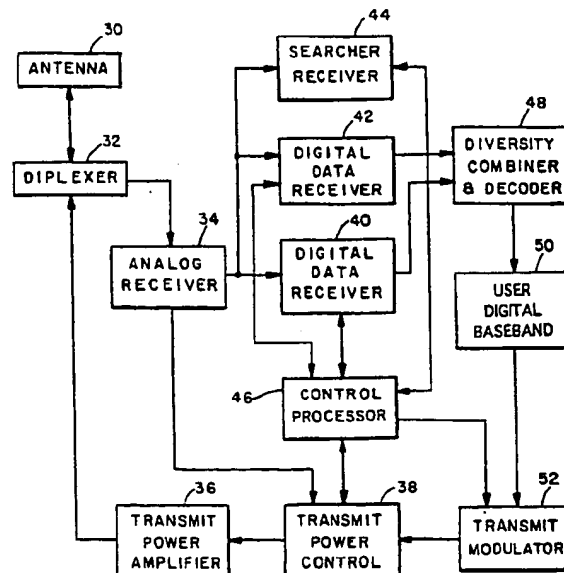 30
ANTENNA
32
DIPLEXER
34
ANALOG
RECEIVER
44
SEARCHER
RECEIVER
42
DIGITAL
DATA
RECEIVER
40
DIGITAL
DATA
RECEIVER
48
DIVERSITY
COMBINER
& DECODER
50
USER
DIGITAL
BASEBAND
46
CONTROL
PROCESSOR
36
TRANSMIT
POWER
AMPLIFIER
38
TRANSMIT
POWER
CONTROL
52
TRANSMIT
MODULATOR